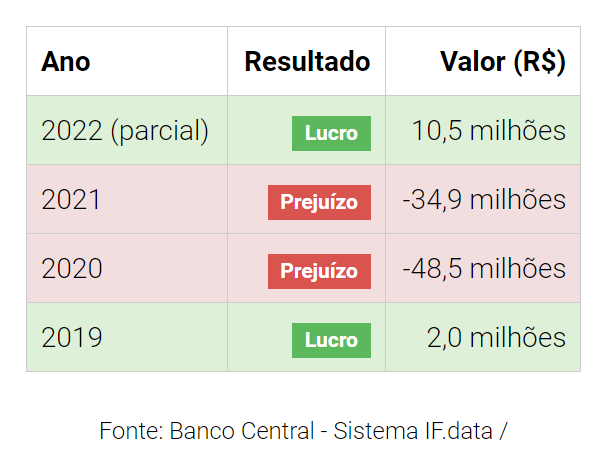 Ano Resultado Valor (R$)
2022 (parcial) Lucro 10,5 milhões
2021 Prejuízo -34,9 milhões
2020 Prejuízo -48,5 milhões
2019 Lucro 2,0 milhões
Fonte: Banco Central - Sistema IF.data /